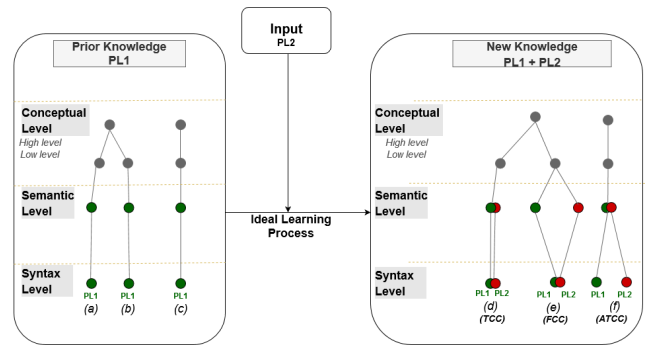 Input
PL2
Prior Knowledge
PL1
Conceptual
Level
High level
Low level
Semantic
Level
Syntax
Level
PL1 PL1 PL1
(a) (b) (c)
Ideal Learning
Process
New Knowledge
PL1 + PL2
Conceptual
Level
High level
Low level
Semantic
Level
Syntax
Level
PL1 PL2 PL1 PL2 PL1 PL2
(d) (e) (f)
(TCC) (FCC) (ATCC)